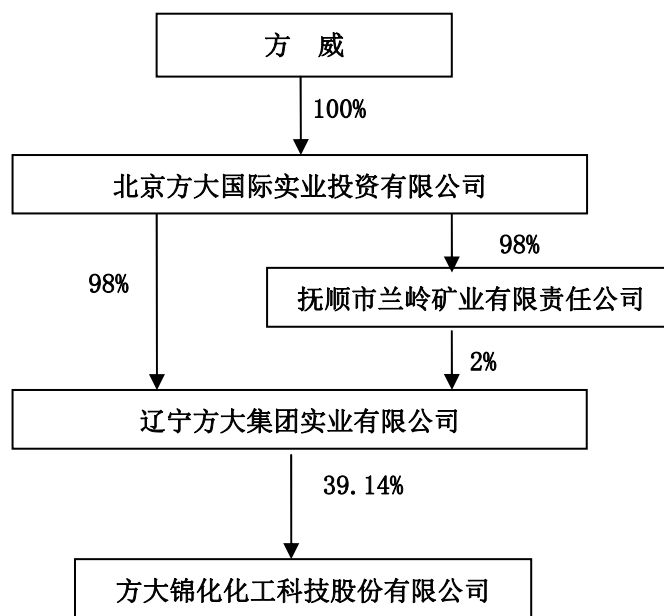 方 威
100%
北京方大国际实业投资有限公司
98%
98%
抚顺市兰岭矿业有限责任公司
2%
辽宁方大集团实业有限公司
39.14%
方大锦化化工科技股份有限公司